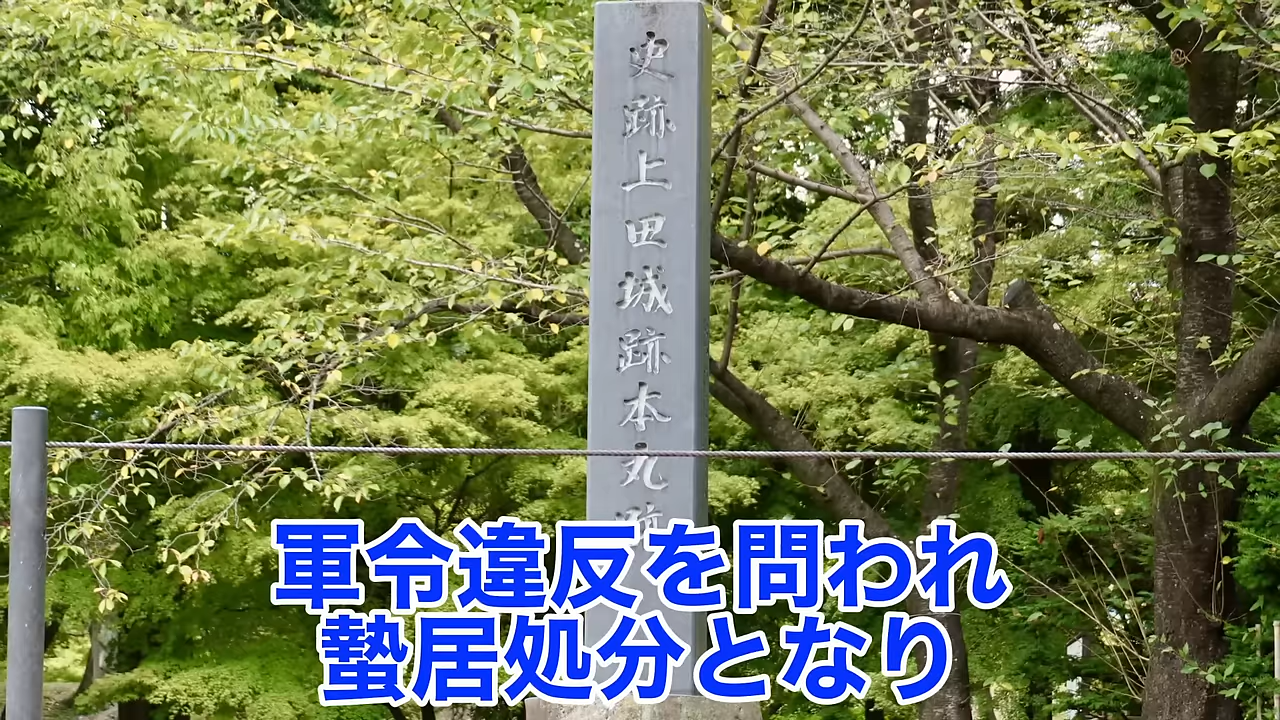 史跡上田城跡本丸跡
軍令違反を問われ
蟄居処分となり